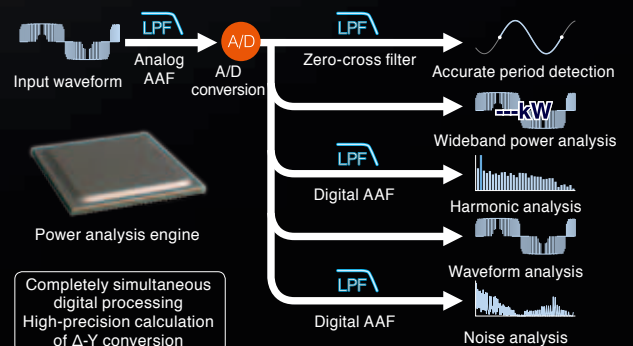 LPF
LPF
A/D
Input waveform
Analog
AAF
A/D
conversion
Zero-cross filter
Accurate period detection
---kW
Wideband power analysis
LPF
Digital AAF
Harmonic analysis
Power analysis engine
Waveform analysis
LPF
Digital AAF
Noise analysis
Completely simultaneous
digital processing
High-precision calculation
of Δ-Y conversion